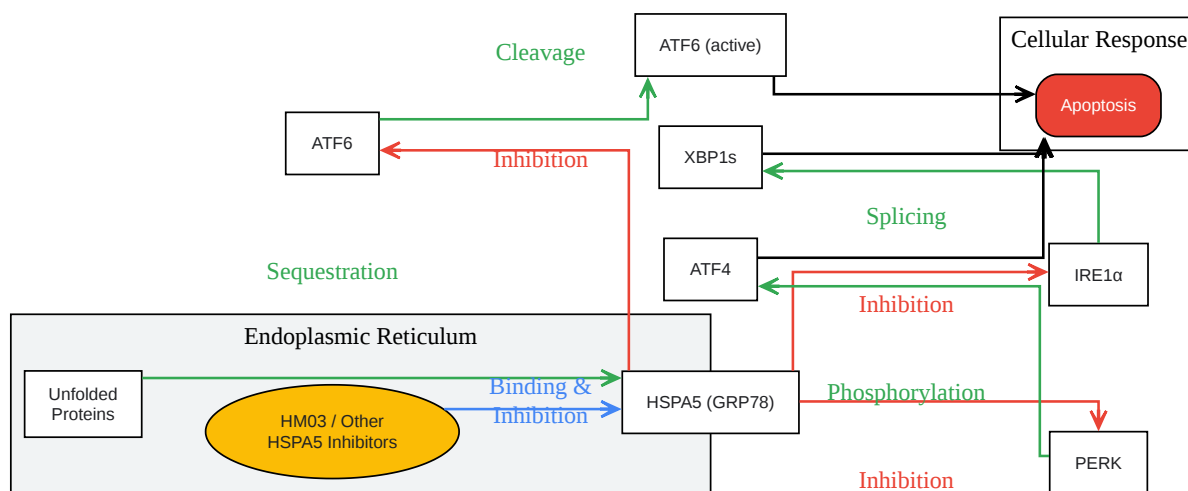 Cleavage
ATF6 (active)
Cellular Response
Apoptosis
ATF6
Inhibition
XBP1s
Splicing
Sequestration
ATF4
IRE1α
Inhibition
Endoplasmic Reticulum
Unfolded
Proteins
HM03 / Other
HSPA5 Inhibitors
Binding &
Inhibition
HSPA5 (GRP78)
Phosphorylation
PERK
Inhibition